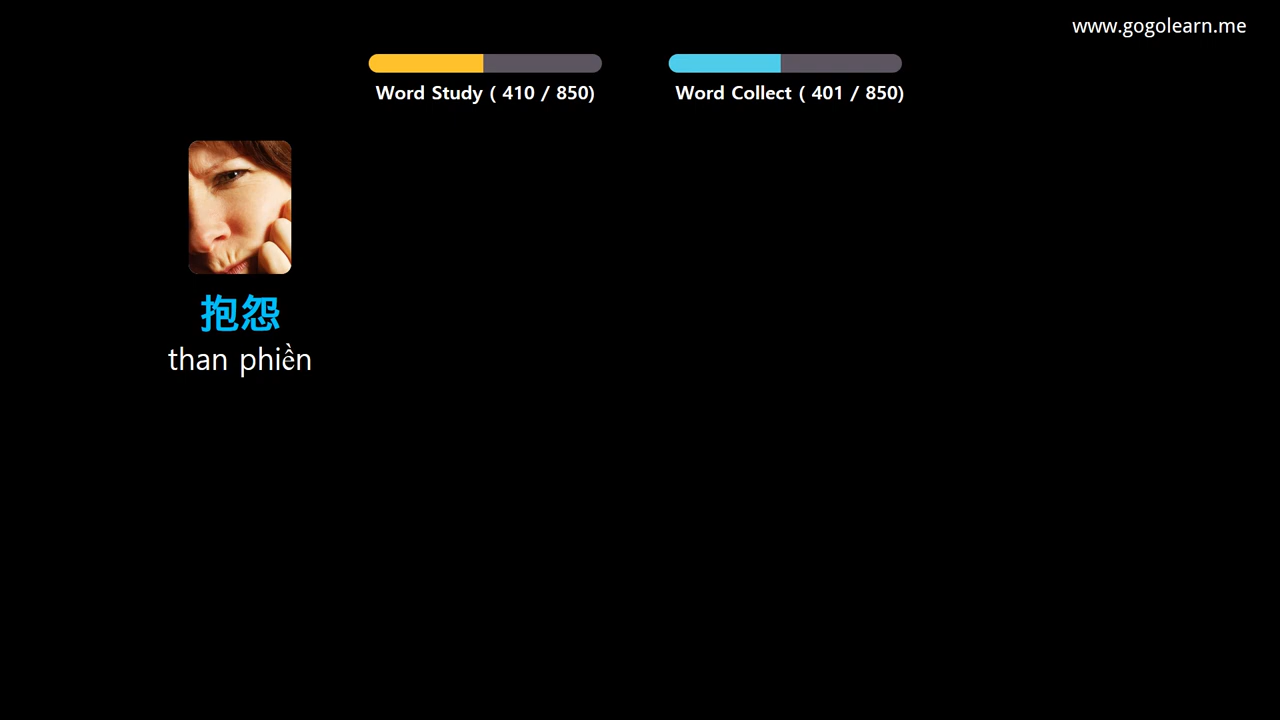 www.gogolearn.me
Word Study ( 410 / 850)
Word Collect ( 401 / 850)
抱怨
than phiền